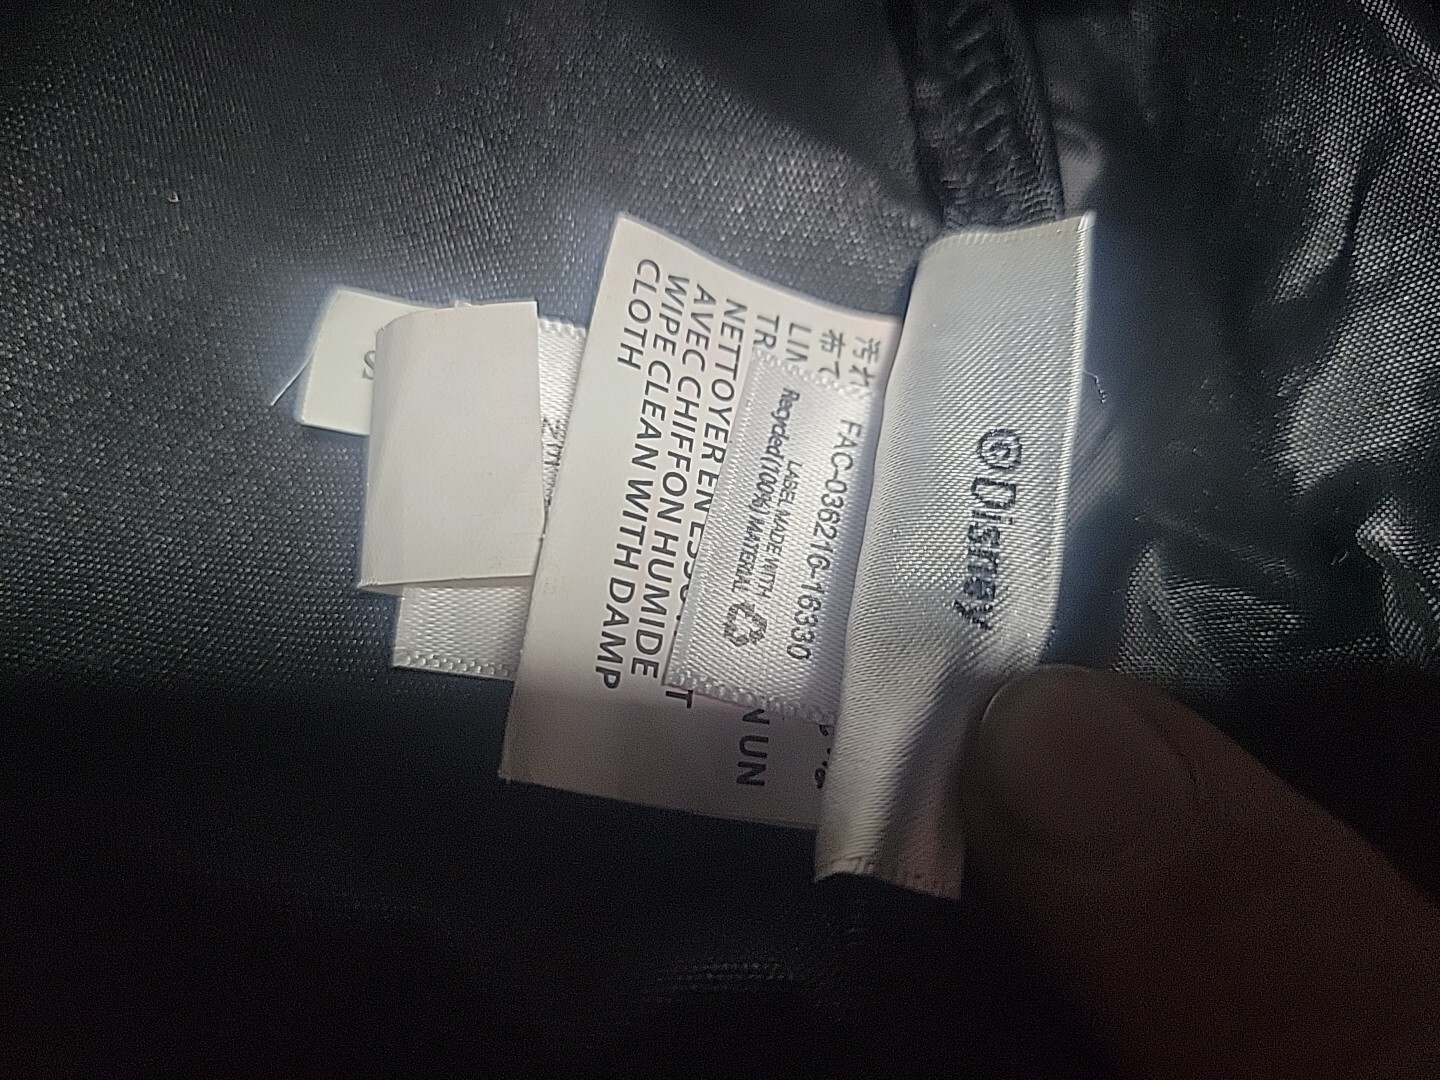 © Disney
FAC-036216-16330
LABEL MADE WITH
Recycled (100%) MATERIAL
汚れ
布で
LIN
TR
N UN
NETTOYER EN ES
T
AVEC CHIFFON HUMIDE
WIPE CLEAN WITH DAMP
CLOTH